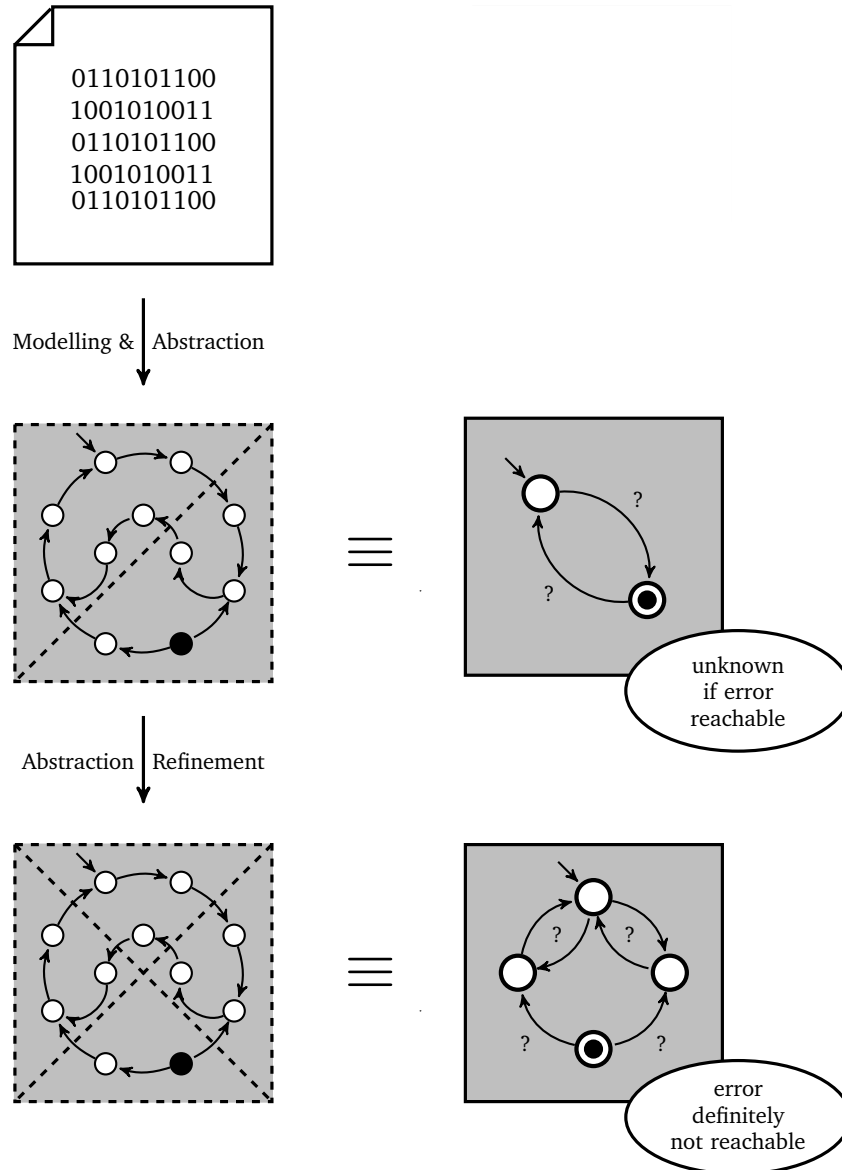 0110101100
1001010011
0110101100
1001010011
0110101100
Modelling & Abstraction
?
?
unknown
if error
reachable
Abstraction Refinement
? ?
? ?
error
definitely
not reachable